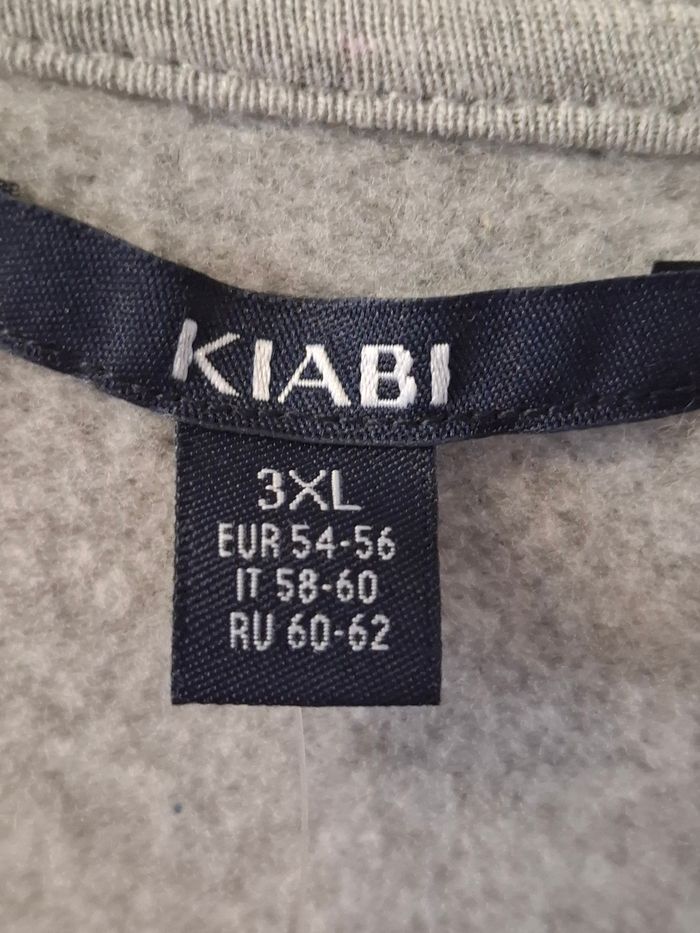 KIABI
3XL
EUR 54-56
IT 58-60
RU 60-62